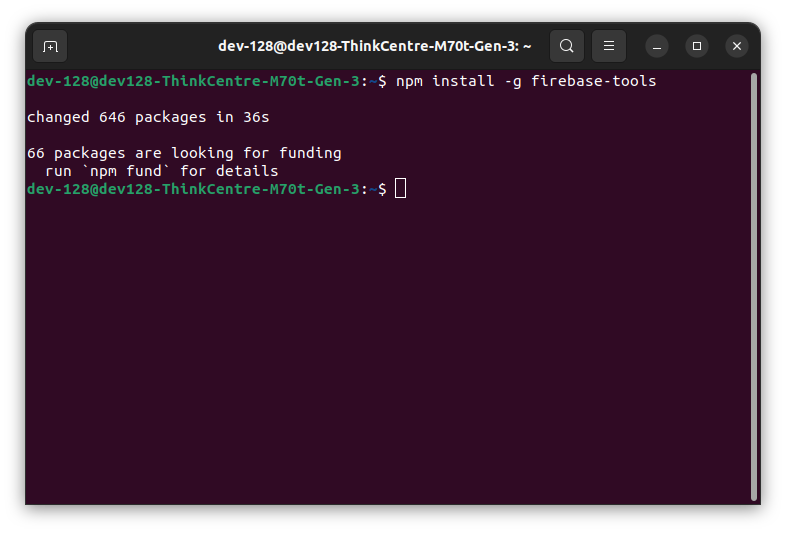 dev-128@dev128-ThinkCentre-M70t-Gen-3: ~
dev-128@dev128-ThinkCentre-M70t-Gen-3:~$ npm install -g firebase-tools
changed 646 packages in 36s
66 packages are looking for funding
  run `npm fund` for details
dev-128@dev128-ThinkCentre-M70t-Gen-3:~$